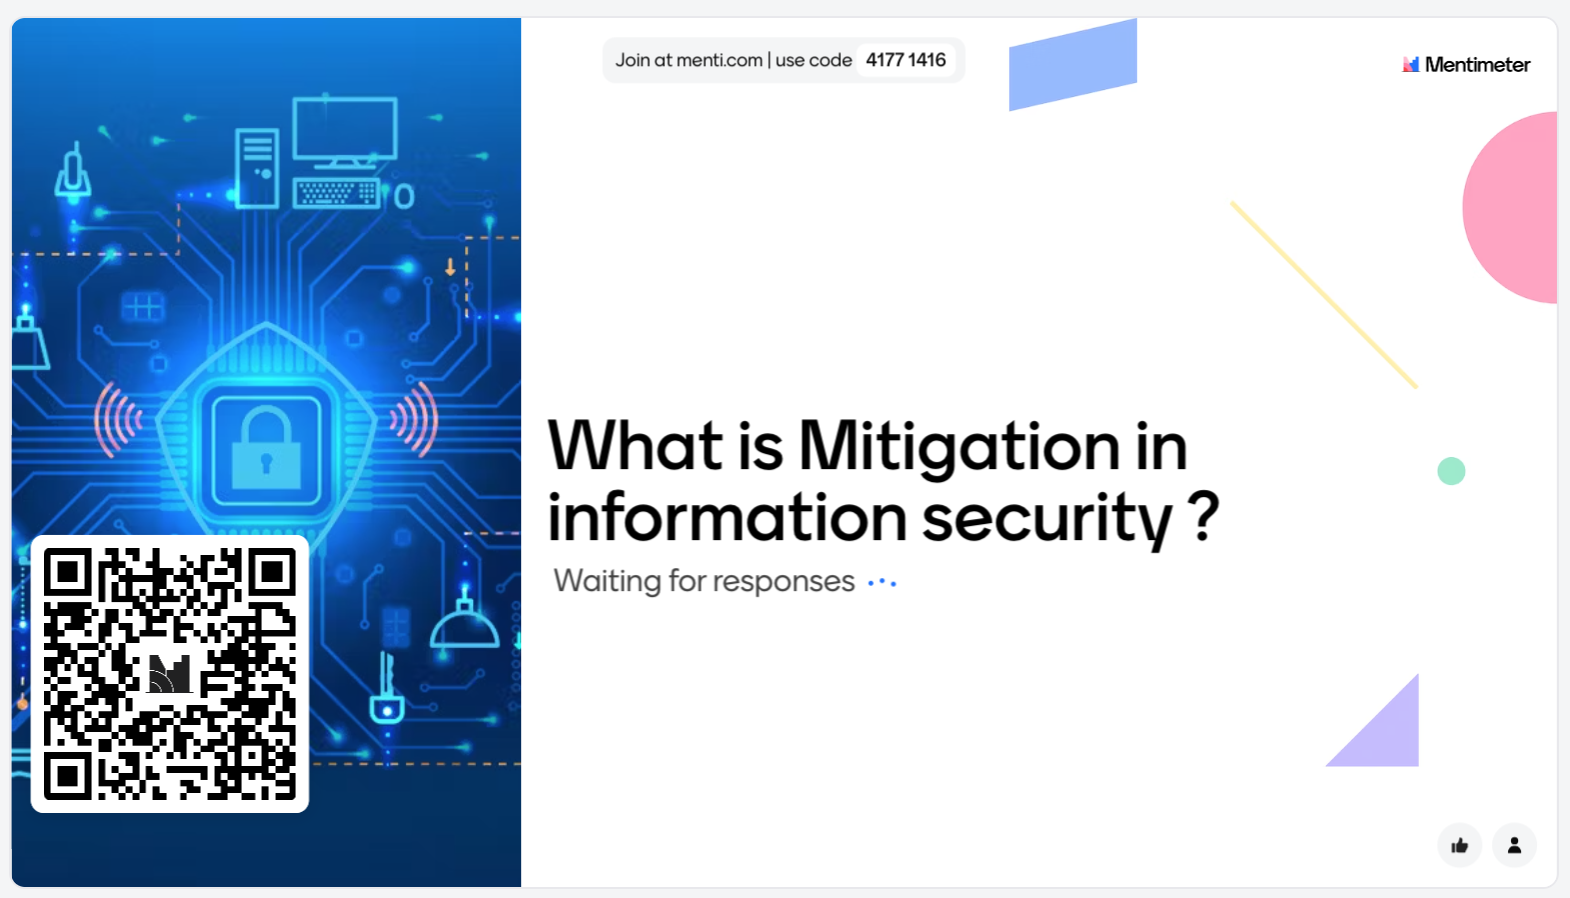 Join at menti.com | use code 4177 1416
Mentimeter
What is Mitigation in
information security ?
Waiting for responses